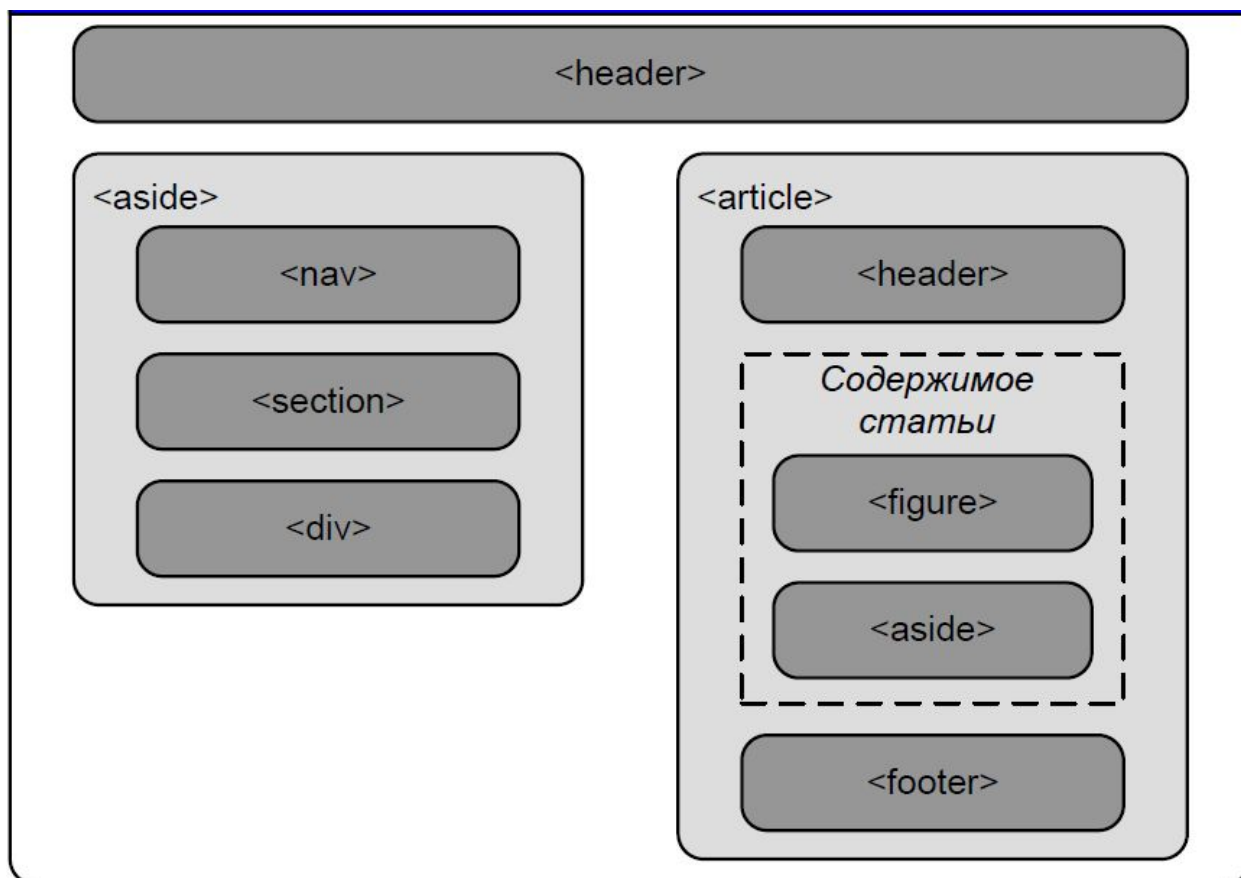 <header>
<aside>
<nav>
<section>
<div>
<article>
<header>
Содержимое
статьи
<figure>
<aside>
<footer>